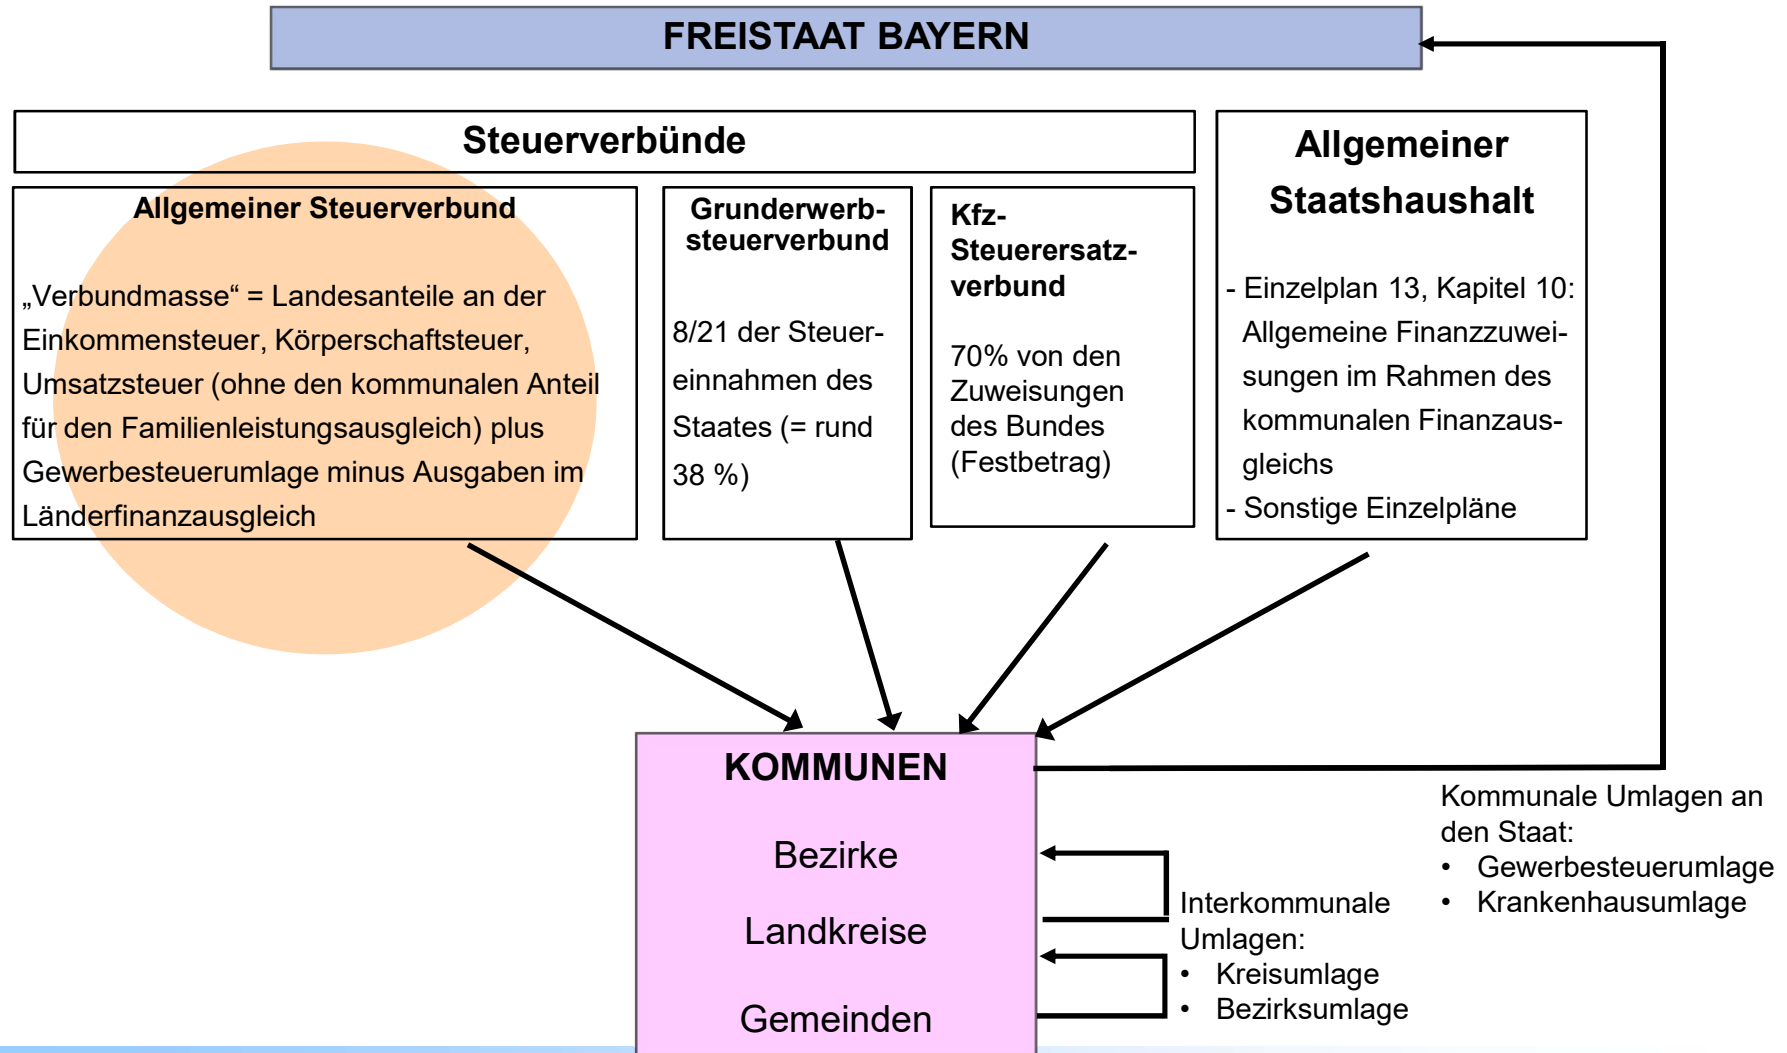 FREISTAAT BAYERN
Steuerverbünde
Allgemeiner Steuerverbund
„Verbundmasse“ = Landesanteile an der
Einkommensteuer, Körperschaftsteuer,
Umsatzsteuer (ohne den kommunalen Anteil
für den Familienleistungsausgleich) plus
Gewerbesteuerumlage minus Ausgaben im
Länderfinanzausgleich
Grunderwerb-
steuerverbund
8/21 der Steuer-
einnahmen des
Staates (= rund
38 %)
Kfz-
Steuerersatz-
verbund
70% von den
Zuweisungen
des Bundes
(Festbetrag)
Allgemeiner
Staatshaushalt
- Einzelplan 13, Kapitel 10:
Allgemeine Finanzzuwei-
sungen im Rahmen des
kommunalen Finanzaus-
gleichs
- Sonstige Einzelpläne
KOMMUNEN
Bezirke
Landkreise
Gemeinden
Interkommunale
Umlagen:
• Kreisumlage
• Bezirksumlage
Kommunale Umlagen an
den Staat:
• Gewerbesteuerumlage
• Krankenhausumlage